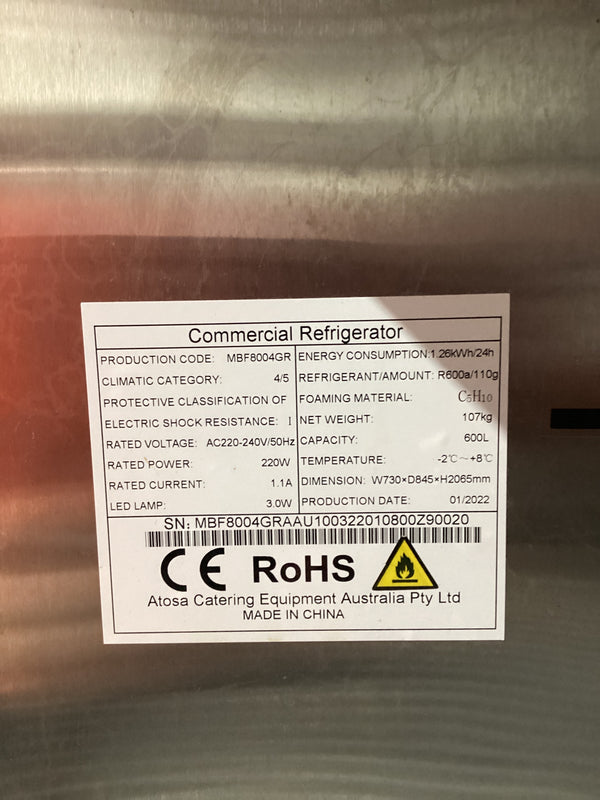 Commercial Refrigerator
PRODUCTION CODE: MBF8004GR
CLIMATIC CATEGORY: 4/5
PROTECTIVE CLASSIFICATION OF
ELECTRIC SHOCK RESISTANCE: I
RATED VOLTAGE: AC220-240V/50Hz
RATED POWER: 220W
RATED CURRENT: 1.1A
LED LAMP: 3.0W
ENERGY CONSUMPTION:1.26kWh/24h
REFRIGERANT/AMOUNT: R600a/110g
FOAMING MATERIAL: C5H10
NET WEIGHT: 107kg
CAPACITY: 600L
TEMPERATURE: -2℃~+8℃
DIMENSION: W730×D845×H2065mm
PRODUCTION DATE: 01/2022
SN: MBF8004GRAAU100322010800Z90020
CE RoHS
Atosa Catering Equipment Australia Pty Ltd
MADE IN CHINA